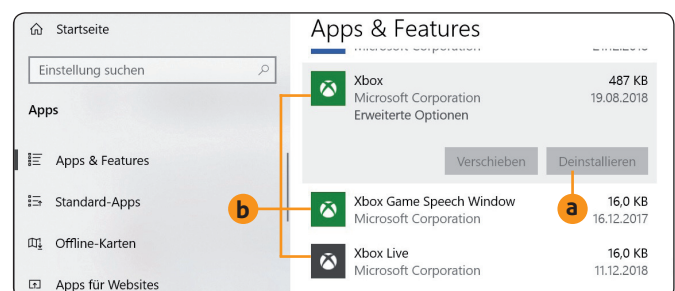 Startseite
Einstellung suchen
Apps
Apps & Features
Standard-Apps
Offline-Karten
Apps für Websites
Apps & Features
Microsoft Corporation
Xbox 487 KB
Microsoft Corporation 19.08.2018
Erweiterte Optionen
Verschieben Deinstallieren
a
b
Xbox Game Speech Window 16,0 KB
Microsoft Corporation 16.12.2017
Xbox Live 16,0 KB
Microsoft Corporation 11.12.2018